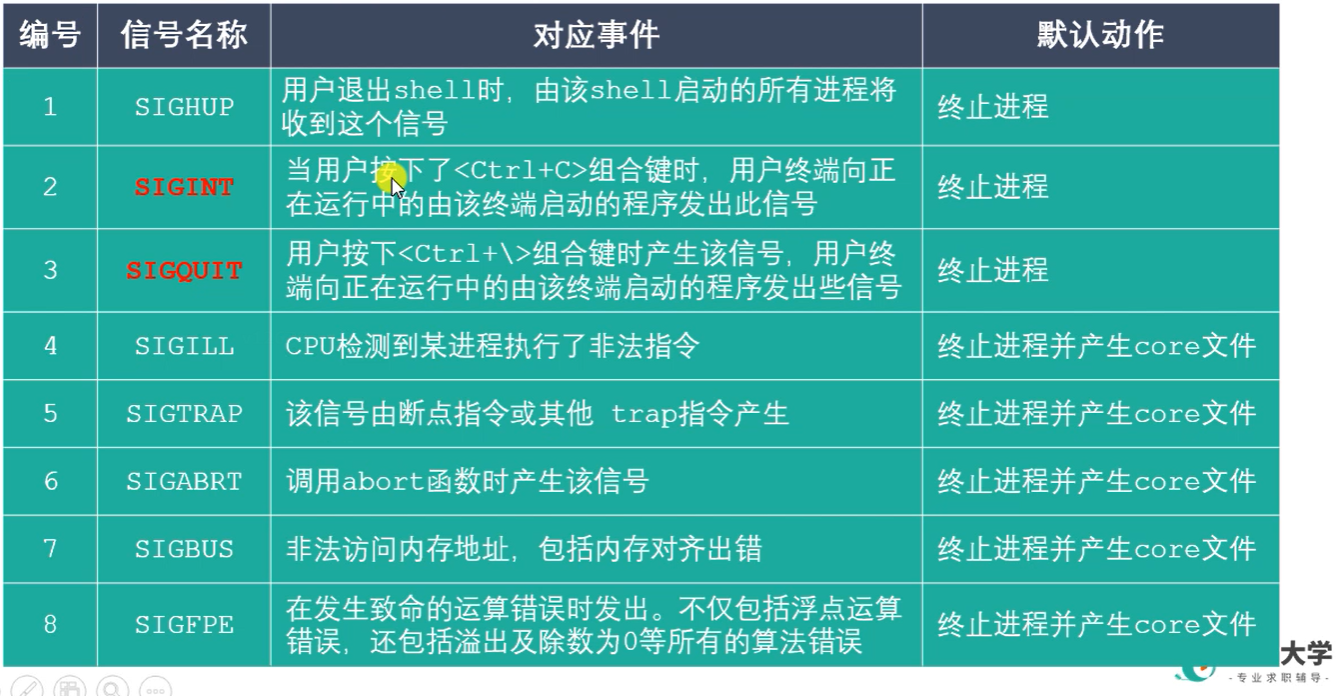 编号 信号名称 对应事件 默认动作
1 SIGHUP 用户退出shell时，由该shell启动的所有进程将
收到这个信号 终止进程
2 SIGINT 当用户按下了<Ctrl+C>组合键时，用户终端向正
在运行中的由该终端启动的程序发出此信号 终止进程
3 SIGQUIT 用户按下<Ctrl+\>组合键时产生该信号，用户终
端向正在运行中的由该终端启动的程序发出些信号 终止进程
4 SIGILL CPU检测到某进程执行了非法指令 终止进程并产生core文件
5 SIGTRAP 该信号由断点指令或其他 trap指令产生 终止进程并产生core文件
6 SIGABRT 调用abort函数时产生该信号 终止进程并产生core文件
7 SIGBUS 非法访问内存地址，包括内存对齐出错 终止进程并产生core文件
8 SIGFPE 在发生致命的运算错误时发出。不仅包括浮点运算
错误，还包括溢出及除数为0等所有的算法错误 终止进程并产生core文件
大学
-专业求职辅导-